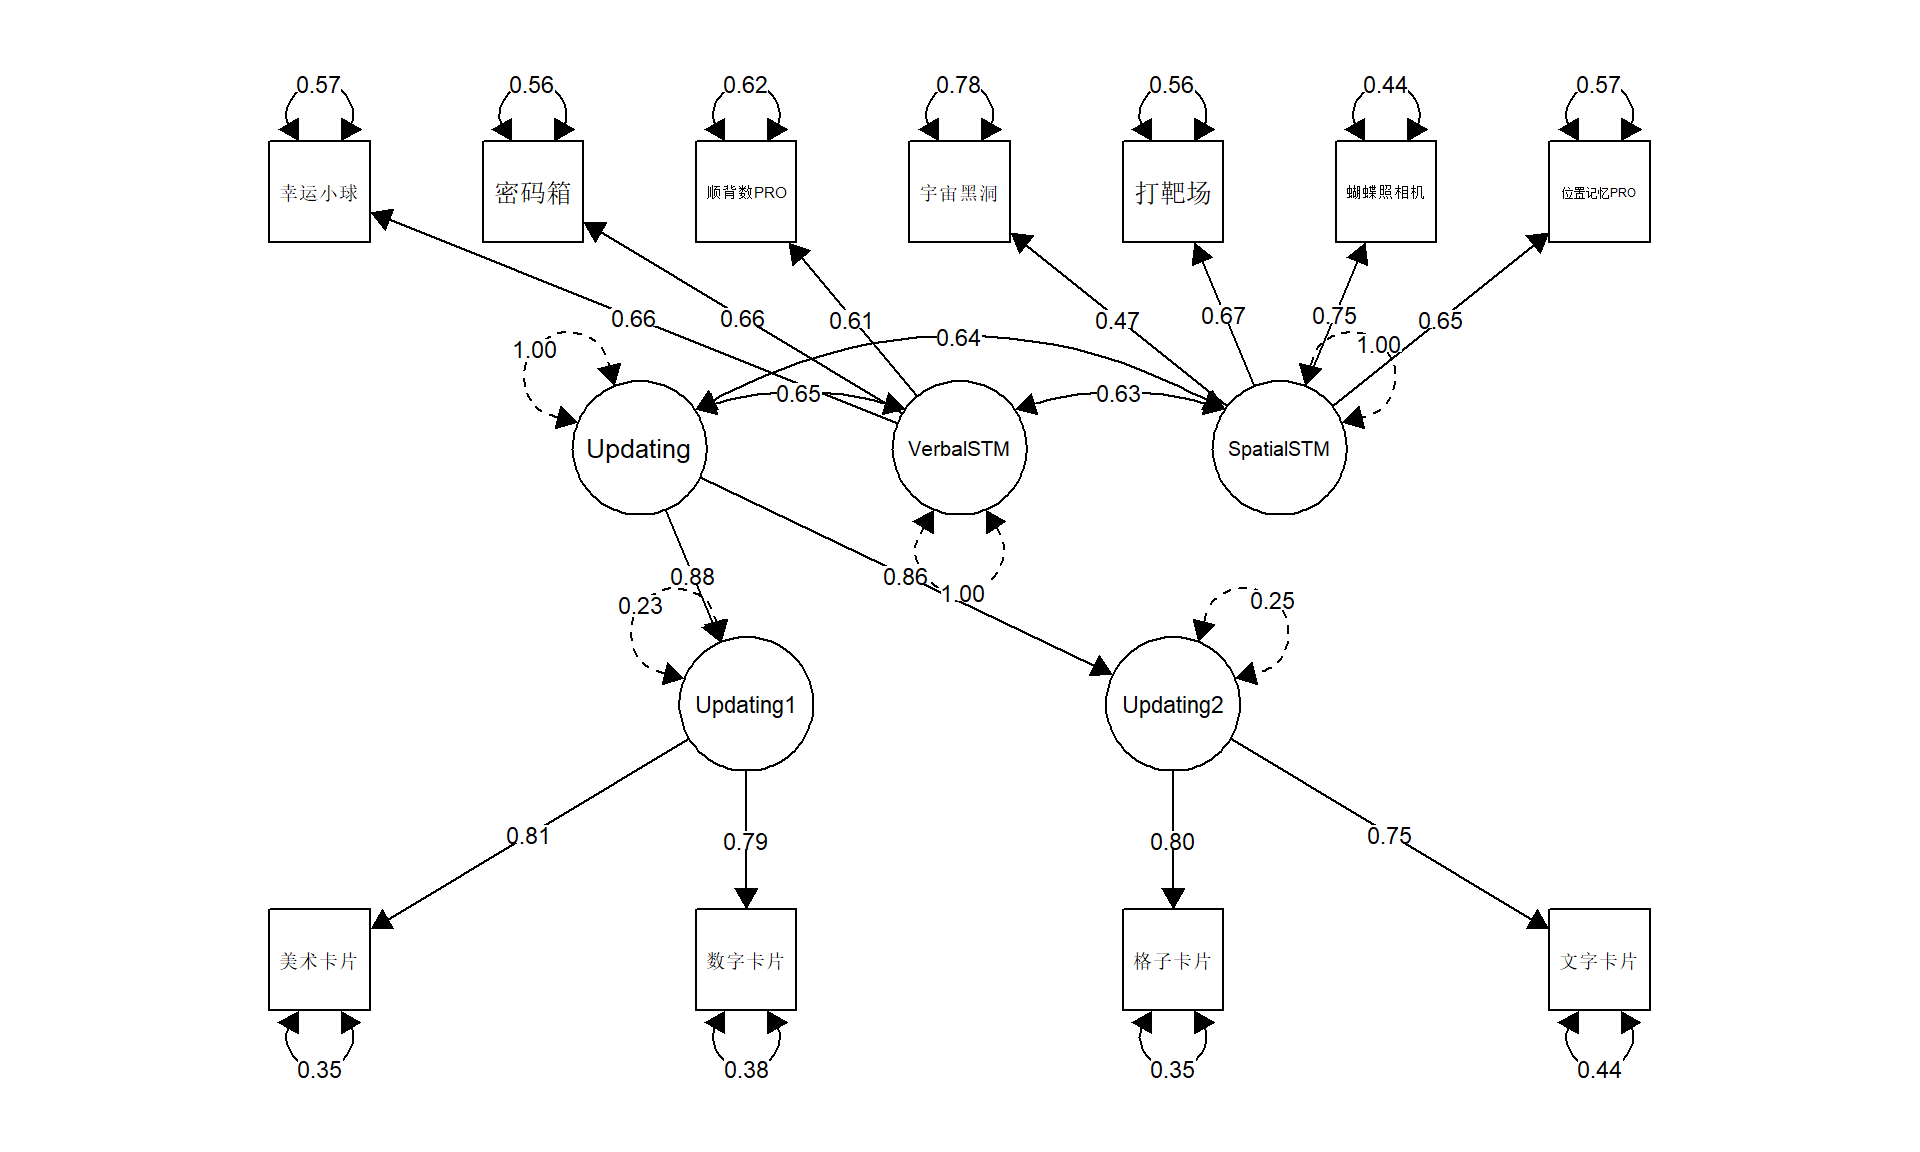 0.57
0.56
0.62
0.78
0.56
0.44
0.57
幸运小球
密码箱
顺背数PRO
宇宙黑洞
打靶场
蝴蝶照相机
位置记忆PRO
0.66
0.66
0.61
0.47
0.67
0.75
0.65
0.64
1.00
1.00
0.65
0.63
Updating
VerbalSTM
SpatialSTM
0.88
0.86
1.00
0.23
0.25
Updating1
Updating2
0.81
0.79
0.80
0.75
美术卡片
数字卡片
格子卡片
文字卡片
0.35
0.38
0.35
0.44